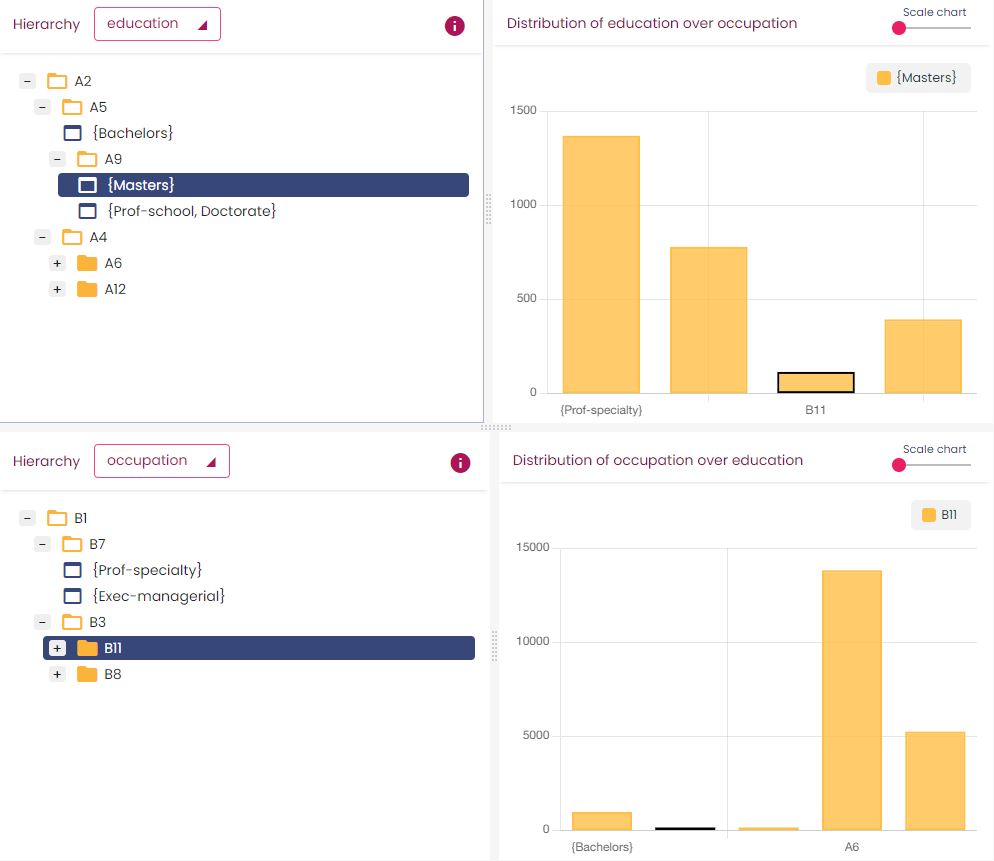 Hierarchy education
A2
A5
{Bachelors}
A9
{Masters}
{Prof-school, Doctorate}
A4
A6
A12
Distribution of education over occupation
Scale chart
{Masters}
1500
1000
500
0
{Prof-specialty} B11
Hierarchy occupation
B1
B7
{Prof-specialty}
{Exec-managerial}
B3
B11
B8
Distribution of occupation over education
Scale chart
B11
15000
10000
5000
0
{Bachelors} A6